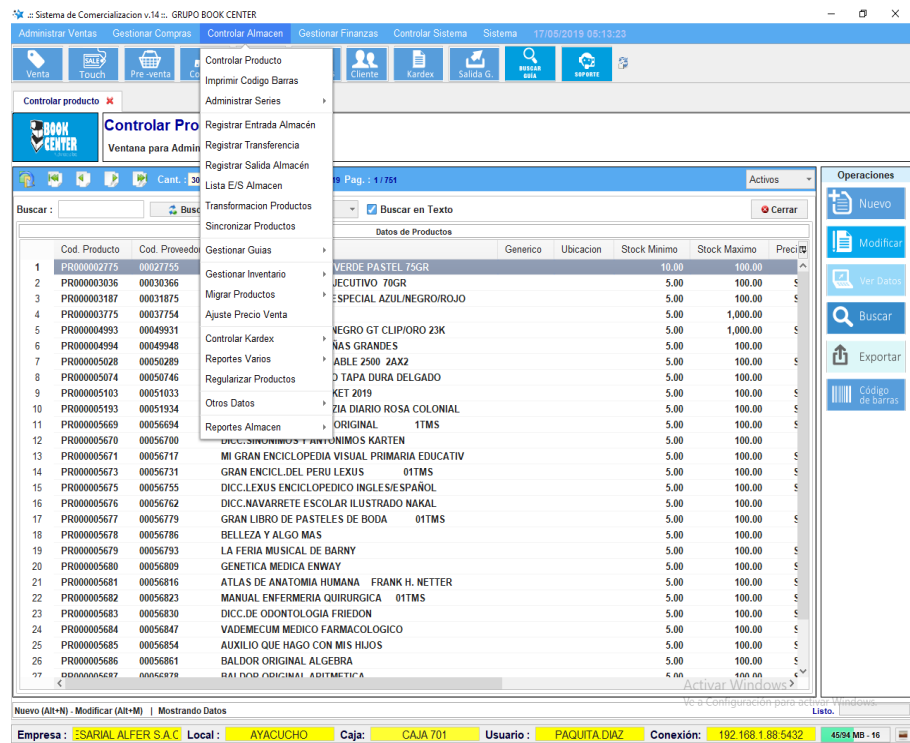 .:: Sistema de Comercializacion v.14 ::. GRUPO BOOK CENTER
Administrar Ventas Gestionar Compras Controlar Almacen Gestionar Finanzas Controlar Sistema Sistema 17/05/2019 05:13:23
Venta Touch Pre -venta Co Cliente Kardex Salida G. BUSCAR GUÍA SOPORTE
Controlar producto
BOOK CENTER
Controlar Pro
Ventana para Admin
Controlar Producto
Imprimir Codigo Barras
Administrar Series
Registrar Entrada Almacén
Registrar Transferencia
Registrar Salida Almacén
Lista E/S Almacen
Transformacion Productos
Sincronizar Productos
Gestionar Guias
Gestionar Inventario
Migrar Productos
Ajuste Precio Venta
Controlar Kardex
Reportes Varios
Regularizar Productos
Otros Datos
Reportes Almacen
Cant. : 30 19 Pag. : 1 / 751 Activos
Buscar : Busc Buscar en Texto Cerrar
Datos de Productos
Cod. Producto Cod. Proveedo Generico Ubicacion Stock Minimo Stock Maximo Preci
1 PR000002775 00027755 VERDE PASTEL 75GR 10.00 100.00
2 PR000003036 00030366 JECUTIVO 70GR 5.00 100.00 S
3 PR000003187 00031875 ESPECIAL AZUL/NEGRO/ROJO 5.00 100.00 S
4 PR000003775 00037754 5.00 1,000.00
5 PR000004993 00049931 NEGRO GT CLIP/ORO 23K 5.00 1,000.00 S
6 PR000004994 00049948 ÑAS GRANDES 5.00 100.00
7 PR000005028 00050289 ABLE 2500 2AX2 5.00 100.00 S
8 PR000005074 00050746 O TAPA DURA DELGADO 5.00 100.00
9 PR000005103 00051033 KET 2019 5.00 100.00 S
10 PR000005193 00051934 ZIA DIARIO ROSA COLONIAL 5.00 100.00 S
11 PR000005669 00056694 ORIGINAL 1TMS 5.00 100.00 S
12 PR000005670 00056700 DICC.SINONIMOS Y ANTONIMOS KARTEN 5.00 100.00
13 PR000005671 00056717 MI GRAN ENCICLOPEDIA VISUAL PRIMARIA EDUCATIV 5.00 100.00 S
14 PR000005673 00056731 GRAN ENCICL.DEL PERU LEXUS 01TMS 5.00 100.00 S
15 PR000005675 00056755 DICC.LEXUS ENCICLOPEDICO INGLES/ESPAÑOL 5.00 100.00 S
16 PR000005676 00056762 DICC.NAVARRETE ESCOLAR ILUSTRADO NAKAL 5.00 100.00
17 PR000005677 00056779 GRAN LIBRO DE PASTELES DE BODA 01TMS 5.00 100.00 S
18 PR000005678 00056786 BELLEZA Y ALGO MAS 5.00 100.00
19 PR000005679 00056793 LA FERIA MUSICAL DE BARNY 5.00 100.00 S
20 PR000005680 00056809 GENETICA MEDICA ENWAY 5.00 100.00 S
21 PR000005681 00056816 ATLAS DE ANATOMIA HUMANA FRANK H. NETTER 5.00 100.00 S
22 PR000005682 00056823 MANUAL ENFERMERIA QUIRURGICA 01TMS 5.00 100.00 S
23 PR000005683 00056830 DICC.DE ODONTOLOGIA FRIEDON 5.00 100.00 S
24 PR000005684 00056847 VADEMECUM MEDICO FARMACOLOGICO 5.00 100.00 S
25 PR000005685 00056854 AUXILIO QUE HAGO CON MIS HIJOS 5.00 100.00 S
26 PR000005686 00056861 BALDOR ORIGINAL ALGEBRA 5.00 100.00 S
27 PR000005687 00056878 BALDOR ORIGINAL ARITMETICA 5.00 100.00 S
Operaciones
Nuevo
Modificar
Ver Datos
Buscar
Exportar
Código de barras
Activar Windows
Ve a Configuración para activar Windows.
Nuevo (Alt+N) - Modificar (Alt+M) | Mostrando Datos Listo.
Empresa : ESARIAL ALFER S.A.C Local : AYACUCHO Caja: CAJA 701 Usuario : PAQUITA DIAZ Conexión: 192.168.1.88:5432 45/94 MB - 16